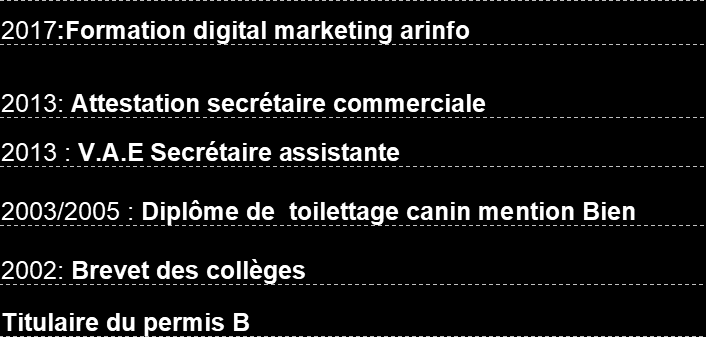 2017:Formation digital marketing arinfo
2013: Attestation secrétaire commerciale
2013 : V.A.E Secrétaire assistante
2003/2005 : Diplôme de  toilettage canin mention Bien
2002: Brevet des collèges
Titulaire du permis B